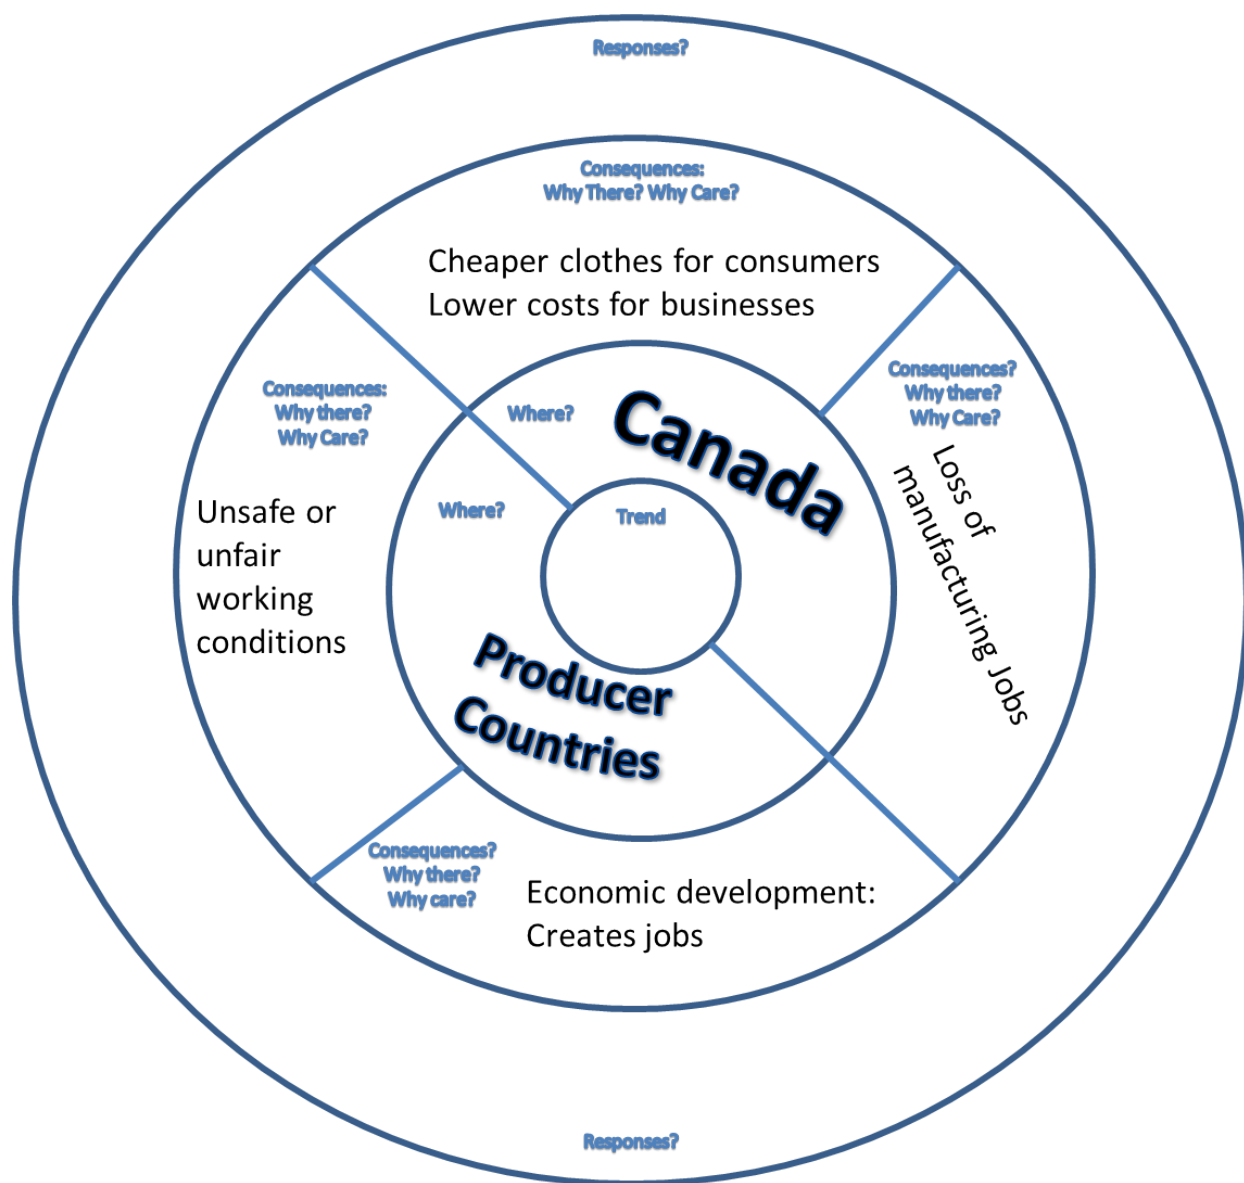 Responses?
Consequences:
Why There? Why Care?
Cheaper clothes for consumers
Lower costs for businesses
Consequences:
Why there?
Why Care?
Where?
Canada
Consequences?
Why there?
Why Care?
Unsafe or
unfair
working
conditions
Where?
Trend
Loss of
manufacturing Jobs
Producer
Countries
Consequences?
Why there?
Why care?
Economic development:
Creates jobs
Responses?